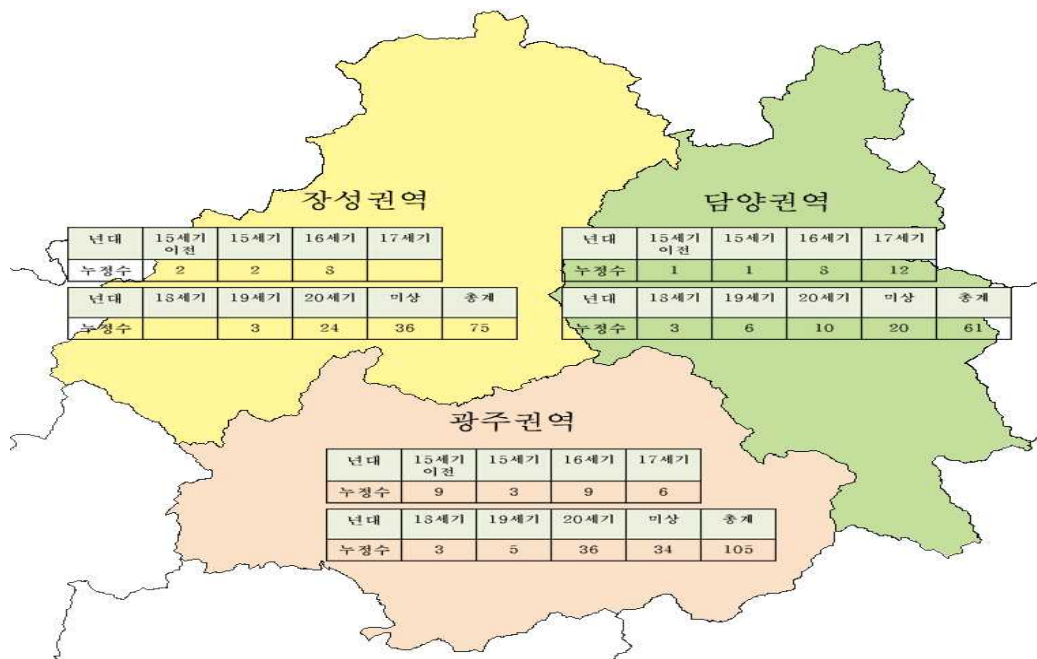 장성권역
년대 15세기 이전 15세기 16세기 17세기
누정수 2 2 8
년대 18세기 19세기 20세기 미상 총계
누정수 3 24 36 75
담양권역
년대 15세기 이전 15세기 16세기 17세기
누정수 1 1 8 12
년대 18세기 19세기 20세기 미상 총계
누정수 3 6 10 20 61
광주권역
년대 15세기 이전 15세기 16세기 17세기
누정수 9 3 9 6
년대 18세기 19세기 20세기 미상 총계
누정수 3 5 36 34 105